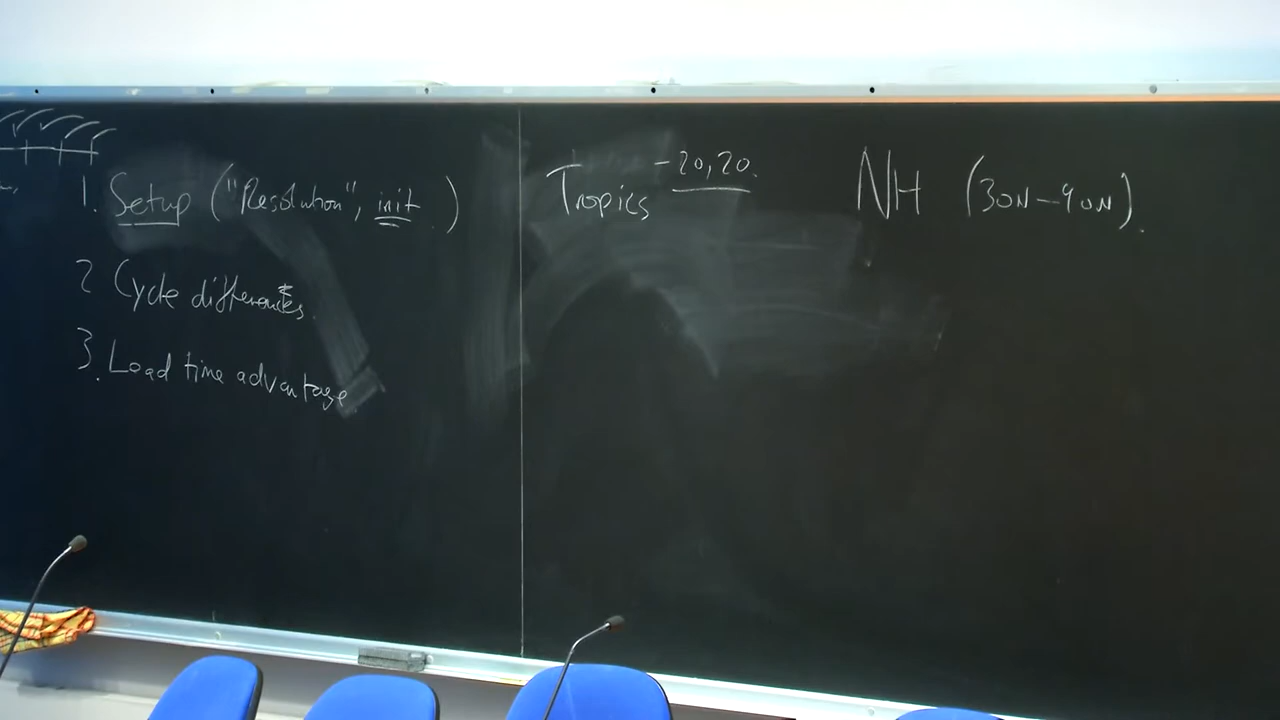 1. Setup ("Resolution", init )
2 Cycle differences.
3. Load time advantage
Tropics -20,20.
NH (30N-90N).